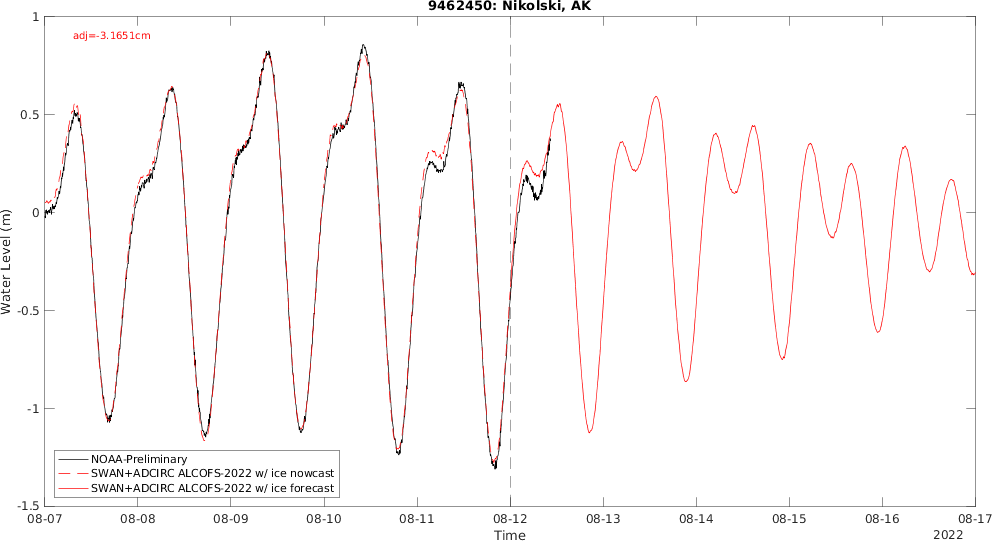 9462450: Nikolski, AK
adj=-3.1651cm
Water Level (m)
1
0.5
0
-0.5
-1
-1.5
NOAA-Preliminary
SWAN+ADCIRC ALCOFS-2022 w/ ice nowcast
SWAN+ADCIRC ALCOFS-2022 w/ ice forecast
08-07 08-08 08-09 08-10 08-11 08-12 08-13 08-14 08-15 08-16 08-17
Time
2022